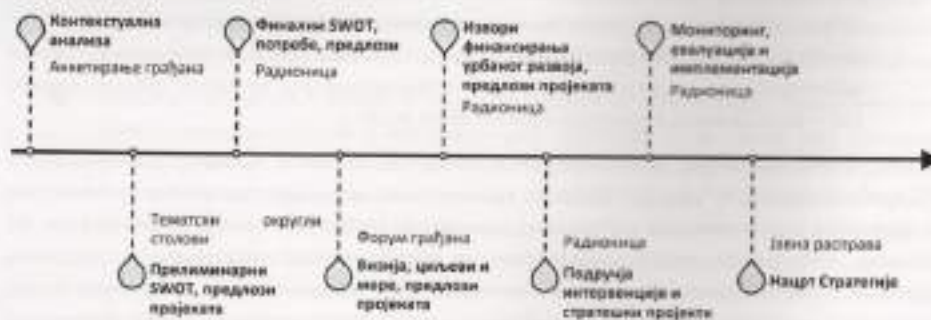 Контекстуална
анализа
Анкетирање грађана
Финални SWOT,
потребе, предлози
Радионица
Извори
финансирања
урбаног развоја,
предлози пројеката
Радионица
Мониторинг,
евалуација и
имплементација
Радионица
Тематски округли
столови
Прелиминарни
SWOT, предлози
пројеката
Форум грађана
Визија, циљеви и
мере, предлози
пројеката
Радионица
Подручја
интервенције и
стратешки пројекти
Јавна расправа
Нацрт Стратегије